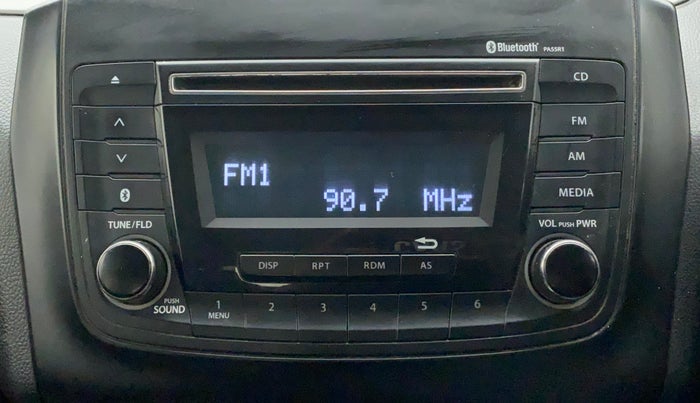 Bluetooth PA5SR1
CD
FM
AM
MEDIA
FM1
90.7 MHz
TUNE/FLD
VOL PUSH PWR
DISP RPT RDM AS
PUSH
SOUND
1 2 3 4 5 6
MENU